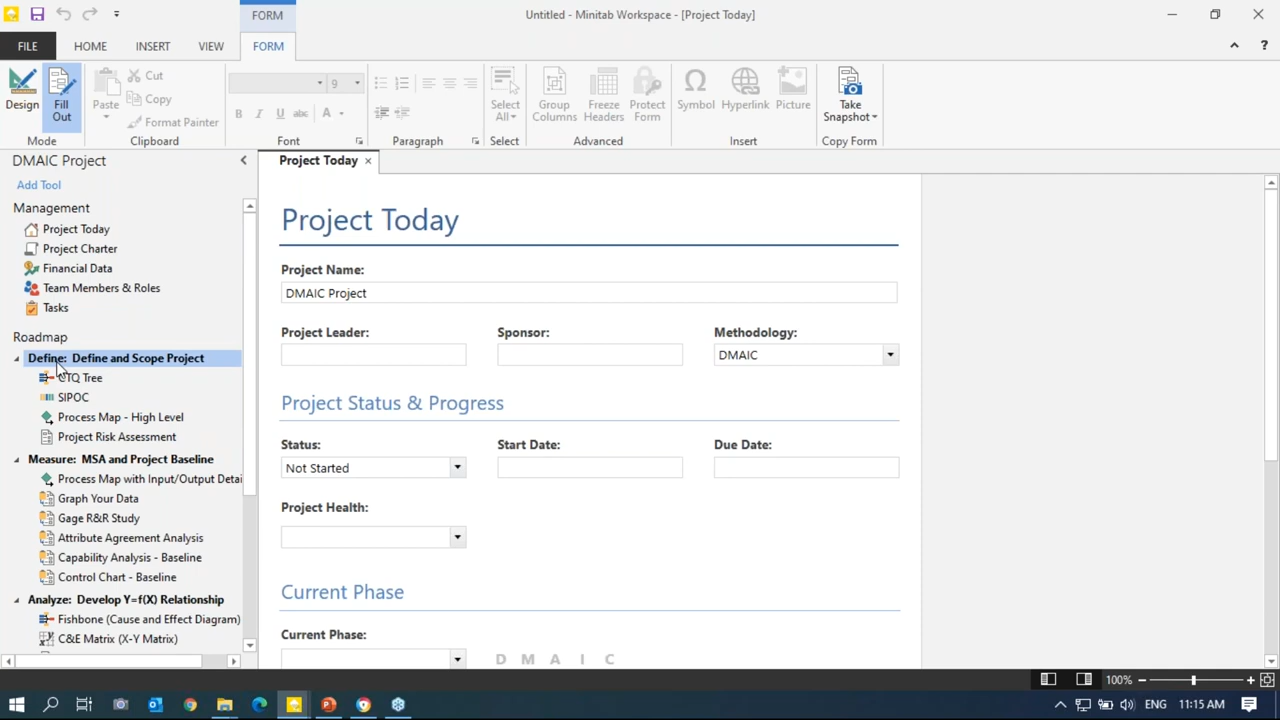 FORM
Untitled - Minitab Workspace - [Project Today]
FILE
HOME
INSERT
VIEW
FORM
Design
Fill Out
Mode
Paste
Cut
Copy
Format Painter
Clipboard
9
B I U abc A
Font
Paragraph
Select All
Select
Group Columns
Freeze Headers
Protect Form
Advanced
Symbol
Hyperlink
Picture
Insert
Take Snapshot
Copy Form
DMAIC Project
Add Tool
Management
Project Today
Project Charter
Financial Data
Team Members & Roles
Tasks
Roadmap
Define: Define and Scope Project
CTQ Tree
SIPOC
Process Map - High Level
Project Risk Assessment
Measure: MSA and Project Baseline
Process Map with Input/Output Detai
Graph Your Data
Gage R&R Study
Attribute Agreement Analysis
Capability Analysis - Baseline
Control Chart - Baseline
Analyze: Develop Y=f(X) Relationship
Fishbone (Cause and Effect Diagram)
C&E Matrix (X-Y Matrix)
Project Today
Project Today
Project Name:
DMAIC Project
Project Leader:
Sponsor:
Methodology:
DMAIC
Project Status & Progress
Status:
Start Date:
Due Date:
Not Started
Project Health:
Current Phase
Current Phase:
D M A I C
100%
ENG
11:15 AM